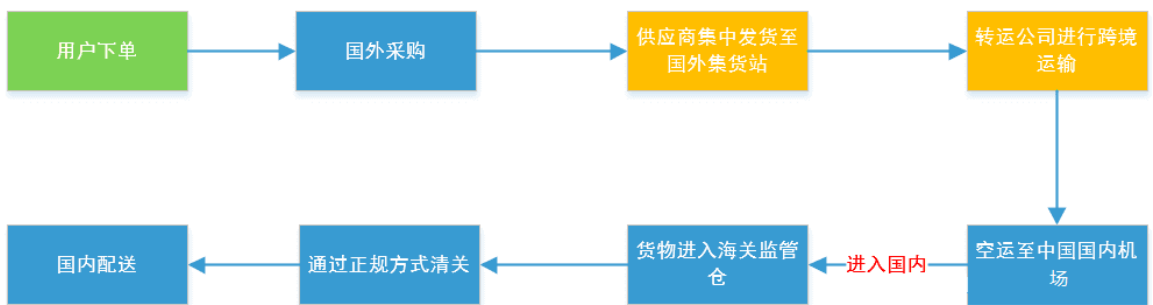 用户下单
国外采购
供应商集中发货至
国外集货站
转运公司进行跨境
运输
国内配送
通过正规方式清关
货物进入海关监管
仓
进入国内
空运至中国国内机
场